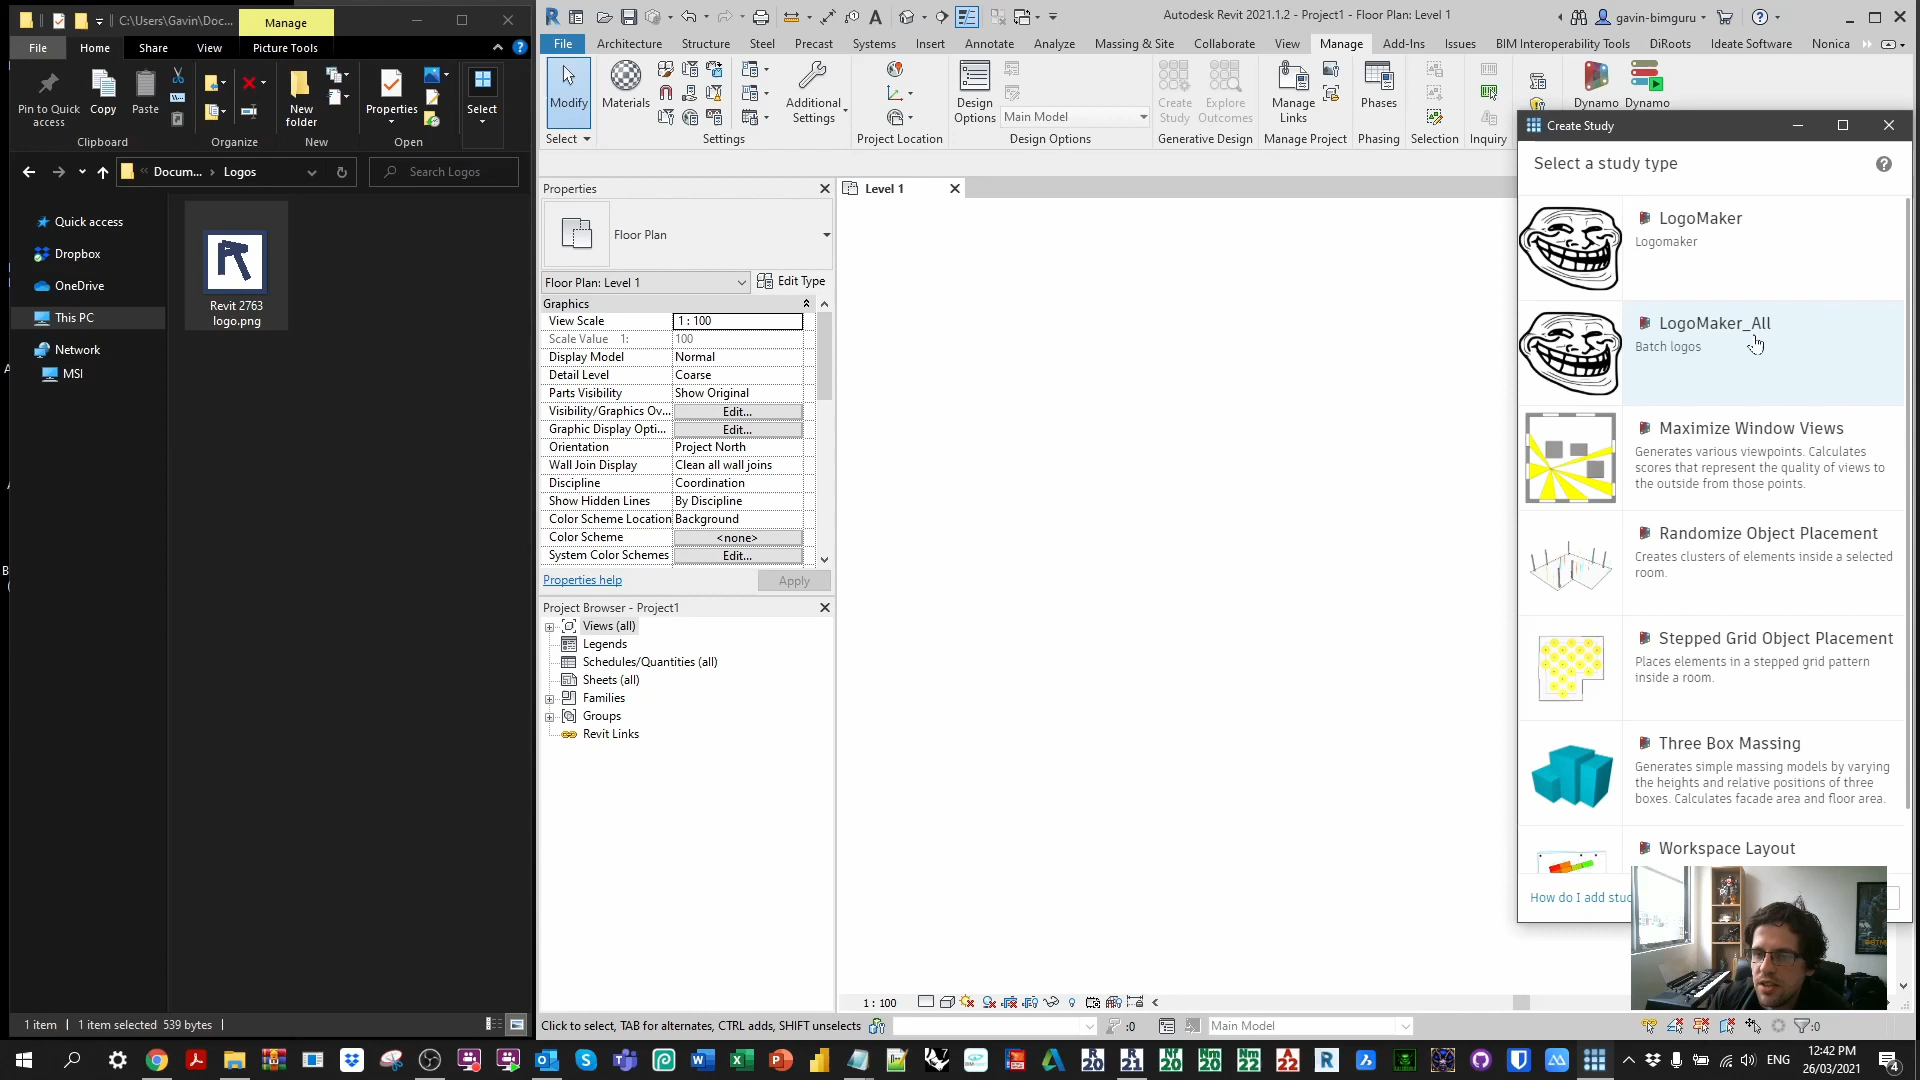 C:\Users\Gavin\Doc...
Manage
File
Home
Share
View
Picture Tools
Pin to Quick
access
Copy
Paste
New
folder
Properties
Select
Clipboard
Organize
New
Open
Docum...
Logos
Search Logos
Quick access
Dropbox
OneDrive
This PC
Network
MSI
Revit 2763
logo.png
1 item
1 item selected 539 bytes
Autodesk Revit 2021.1.2 - Project1 - Floor Plan: Level 1
gavin-bimguru
File
Architecture
Structure
Steel
Precast
Systems
Insert
Annotate
Analyze
Massing & Site
Collaborate
View
Manage
Add-Ins
Issues
BIM Interoperability Tools
DiRoots
Ideate Software
Nonica
Modify
Materials
Additional
Settings
Design
Options
Main Model
Create
Study
Explore
Outcomes
Manage
Links
Phases
Dynamo
Dynamo
Select
Settings
Project Location
Design Options
Generative Design
Manage Project
Phasing
Selection
Inquiry
Properties
Floor Plan
Floor Plan: Level 1
Edit Type
Graphics
View Scale 1 : 100
Scale Value 1: 100
Display Model Normal
Detail Level Coarse
Parts Visibility Show Original
Visibility/Graphics Ov... Edit...
Graphic Display Opti... Edit...
Orientation Project North
Wall Join Display Clean all wall joins
Discipline Coordination
Show Hidden Lines By Discipline
Color Scheme Location Background
Color Scheme <none>
System Color Schemes Edit...
Properties help
Apply
Project Browser - Project1
Views (all)
Legends
Schedules/Quantities (all)
Sheets (all)
Families
Groups
Revit Links
Level 1
Create Study
Select a study type
LogoMaker
Logomaker
LogoMaker_All
Batch logos
Maximize Window Views
Generates various viewpoints. Calculates
scores that represent the quality of views to
the outside from those points.
Randomize Object Placement
Creates clusters of elements inside a selected
room.
Stepped Grid Object Placement
Places elements in a stepped grid pattern
inside a room.
Three Box Massing
Generates simple massing models by varying
the heights and relative positions of three
boxes. Calculates facade area and floor area.
Workspace Layout
How do I add stu
1 : 100
Click to select, TAB for alternates, CTRL adds, SHIFT unselects
:0
Main Model
:0
ENG
12:42 PM
26/03/2021
4